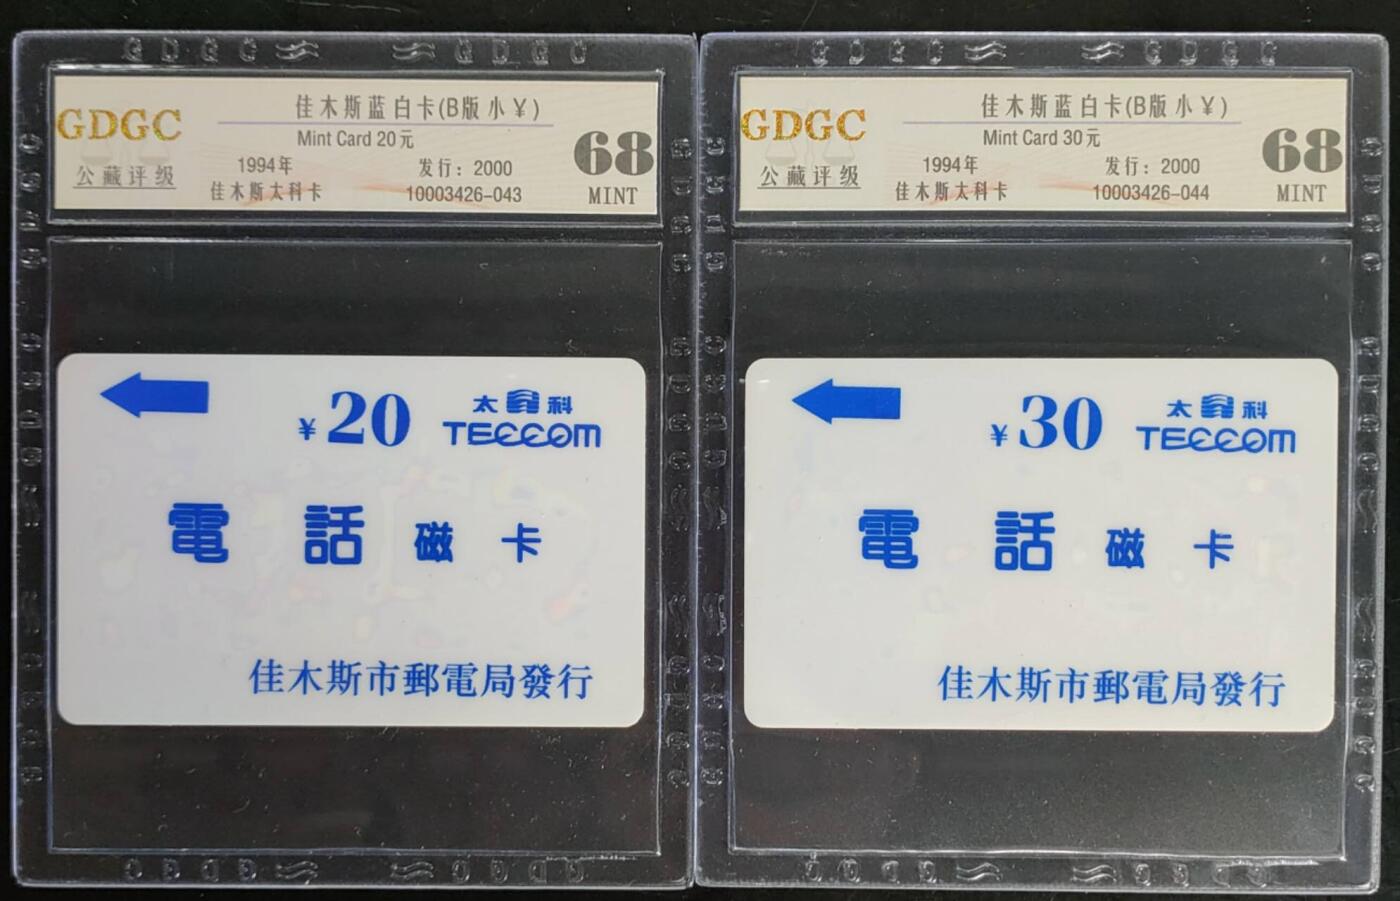 GDGC
公藏评级
佳木斯蓝白卡(B版小¥)
Mint Card 20元
1994年 发行：2000
佳木斯太科卡 10003426-043
68
MINT
¥20
太科
TECCOM
電話磁卡
佳木斯市郵電局發行
GDGC
公藏评级
佳木斯蓝白卡(B版小¥)
Mint Card 30元
1994年 发行：2000
佳木斯太科卡 10003426-044
68
MINT
¥30
太科
TECCOM
電話磁卡
佳木斯市郵電局發行